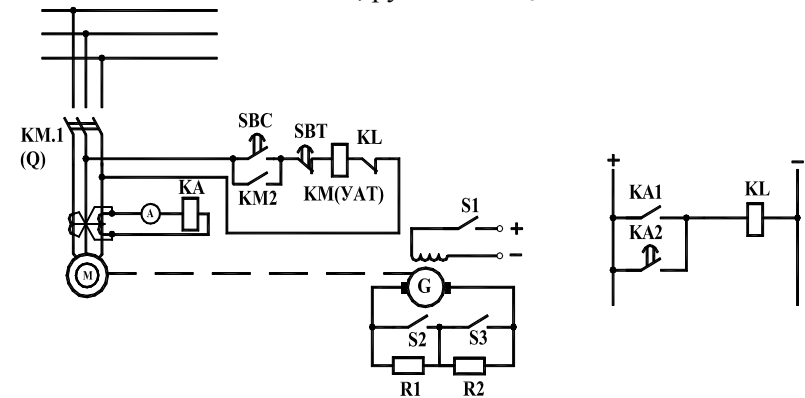 SBC
SBT
KL
KM.1
(Q)
KM2
KM(УАТ)
KA
A
M
S1
+
−
G
S2
S3
R1
R2
+
−
KA1
KL
KA2